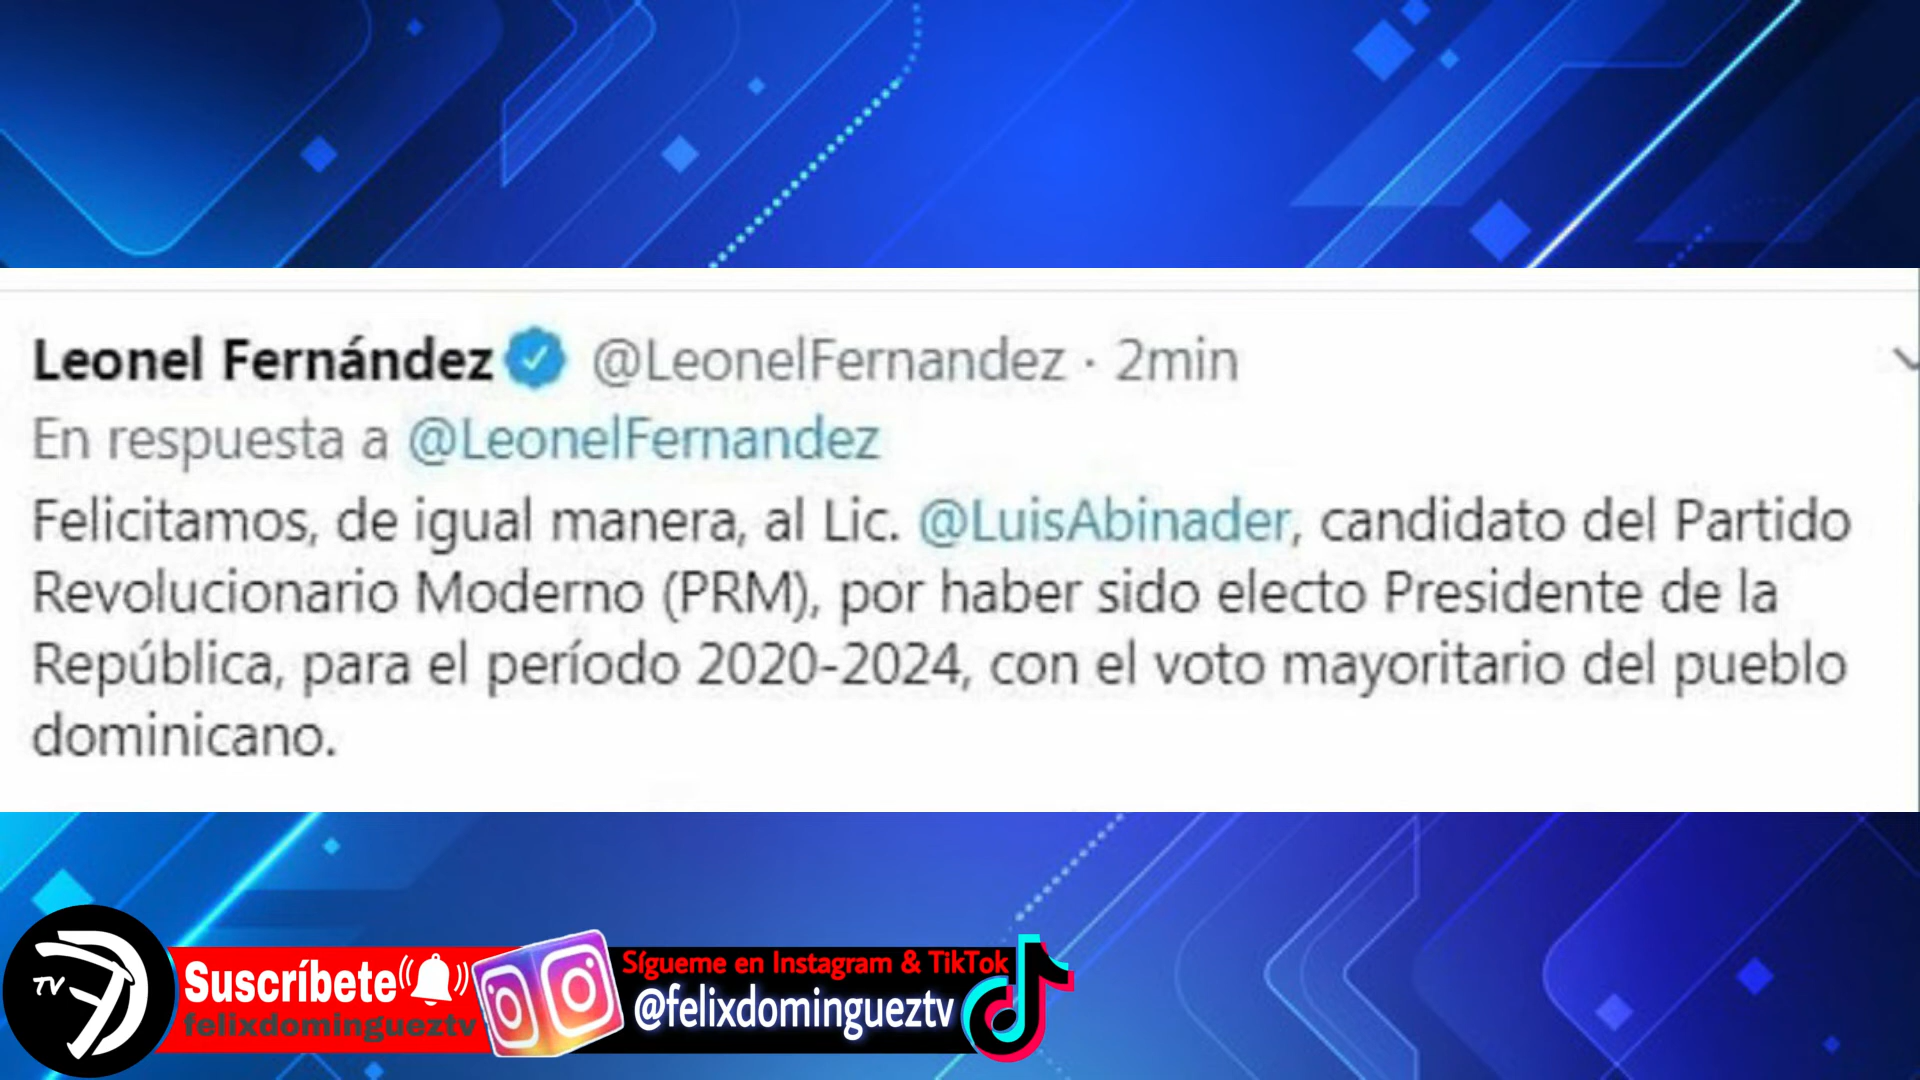 Leonel Fernández @LeonelFernandez · 2min
En respuesta a @LeonelFernandez
Felicitamos, de igual manera, al Lic. @LuisAbinader, candidato del Partido
Revolucionario Moderno (PRM), por haber sido electo Presidente de la
República, para el período 2020-2024, con el voto mayoritario del pueblo
dominicano.
TV
Suscríbete
felixdomingueztv
Sígueme en Instagram & TikTok
@felixdomingueztv